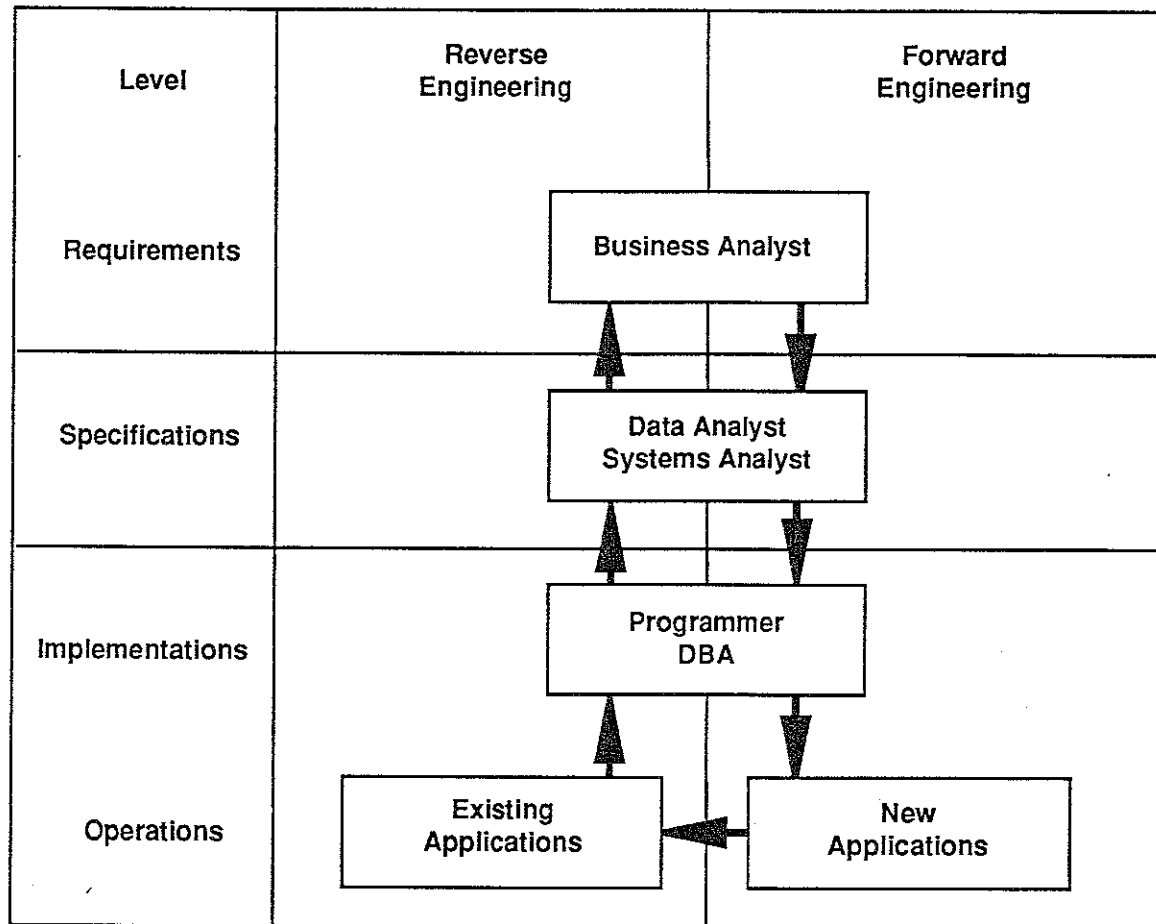 Level
Reverse
Engineering
Forward
Engineering
Requirements
Business Analyst
Specifications
Data Analyst
Systems Analyst
Implementations
Programmer
DBA
Operations
Existing
Applications
New
Applications